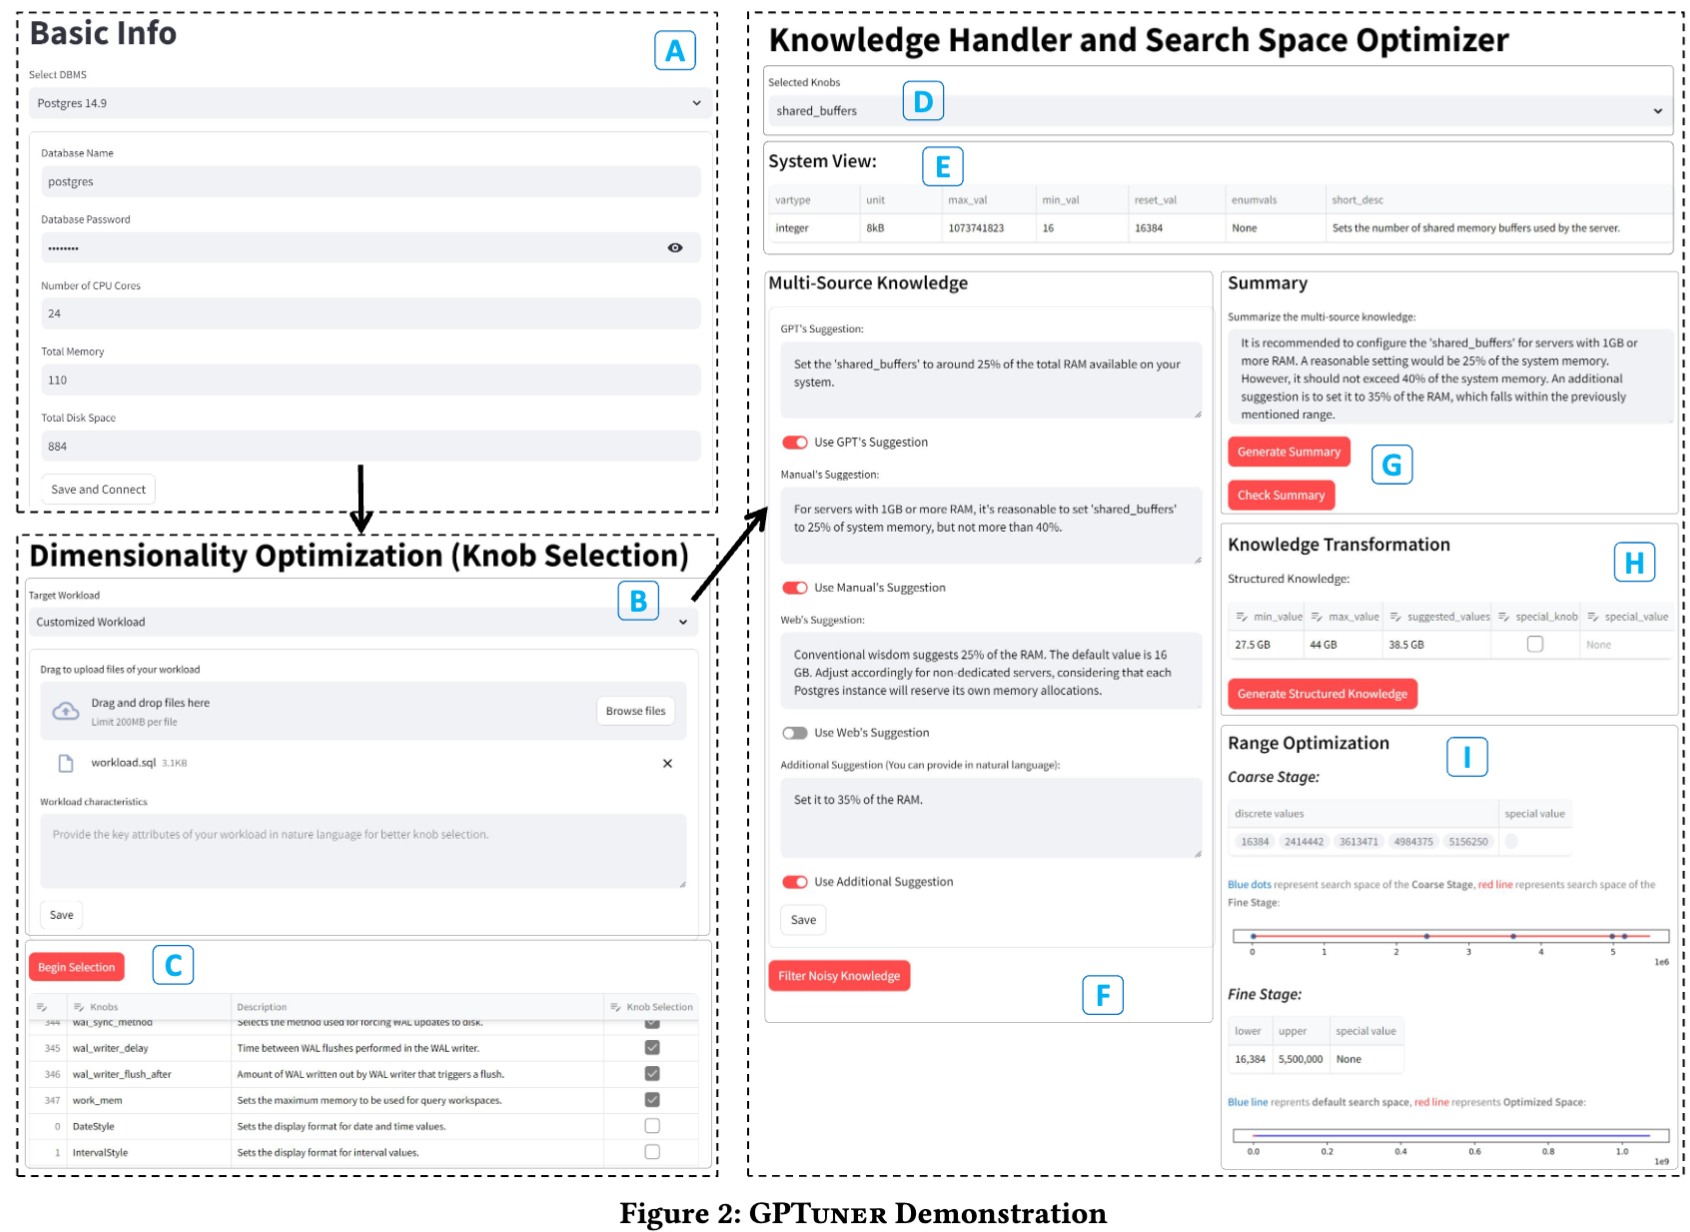 Basic Info
A
Select DBMS
Postgres 14.9
Database Name
postgres
Database Password
••••••••
Number of CPU Cores
24
Total Memory
110
Total Disk Space
884
Save and Connect
Dimensionality Optimization (Knob Selection)
B
Target Workload
Customized Workload
Drag to upload files of your workload
Drag and drop files here
Limit 200MB per file
Browse files
workload.sql 3.1KB
Workload characteristics
Provide the key attributes of your workload in nature language for better knob selection.
Save
Begin Selection
C
Knobs Description Knob Selection
344 wal_sync_method Selects the method used for forcing WAL updates to disk.
345 wal_writer_delay Time between WAL flushes performed in the WAL writer.
346 wal_writer_flush_after Amount of WAL written out by WAL writer that triggers a flush.
347 work_mem Sets the maximum memory to be used for query workspaces.
0 DateStyle Sets the display format for date and time values.
1 IntervalStyle Sets the display format for interval values.
Knowledge Handler and Search Space Optimizer
Selected Knobs
D
shared_buffers
System View:
E
vartype unit max_val min_val reset_val enumvals short_desc
integer 8kB 1073741823 16 16384 None Sets the number of shared memory buffers used by the server.
Multi-Source Knowledge
GPT's Suggestion:
Set the 'shared_buffers' to around 25% of the total RAM available on your
system.
Use GPT's Suggestion
Manual's Suggestion:
For servers with 1GB or more RAM, it's reasonable to set 'shared_buffers'
to 25% of system memory, but not more than 40%.
Use Manual's Suggestion
Web's Suggestion:
Conventional wisdom suggests 25% of the RAM. The default value is 16
GB. Adjust accordingly for non-dedicated servers, considering that each
Postgres instance will reserve its own memory allocations.
Use Web's Suggestion
Additional Suggestion (You can provide in natural language):
Set it to 35% of the RAM.
Use Additional Suggestion
Save
Filter Noisy Knowledge
F
Summary
Summarize the multi-source knowledge:
It is recommended to configure the 'shared_buffers' for servers with 1GB or
more RAM. A reasonable setting would be 25% of the system memory.
However, it should not exceed 40% of the system memory. An additional
suggestion is to set it to 35% of the RAM, which falls within the previously
mentioned range.
Generate Summary
G
Check Summary
Knowledge Transformation
H
Structured Knowledge:
min_value max_value suggested_values special_knob special_value
27.5 GB 44 GB 38.5 GB None
Generate Structured Knowledge
Range Optimization
I
Coarse Stage:
discrete values special value
16384 2414442 3613471 4984375 5156250
Blue dots represent search space of the Coarse Stage, red line represents search space of the
Fine Stage:
0 1 2 3 4 5
1e6
Fine Stage:
lower upper special value
16,384 5,500,000 None
Blue line reprents default search space, red line represents Optimized Space:
0.0 0.2 0.4 0.6 0.8 1.0
1e9
Figure 2: GPTUNER Demonstration